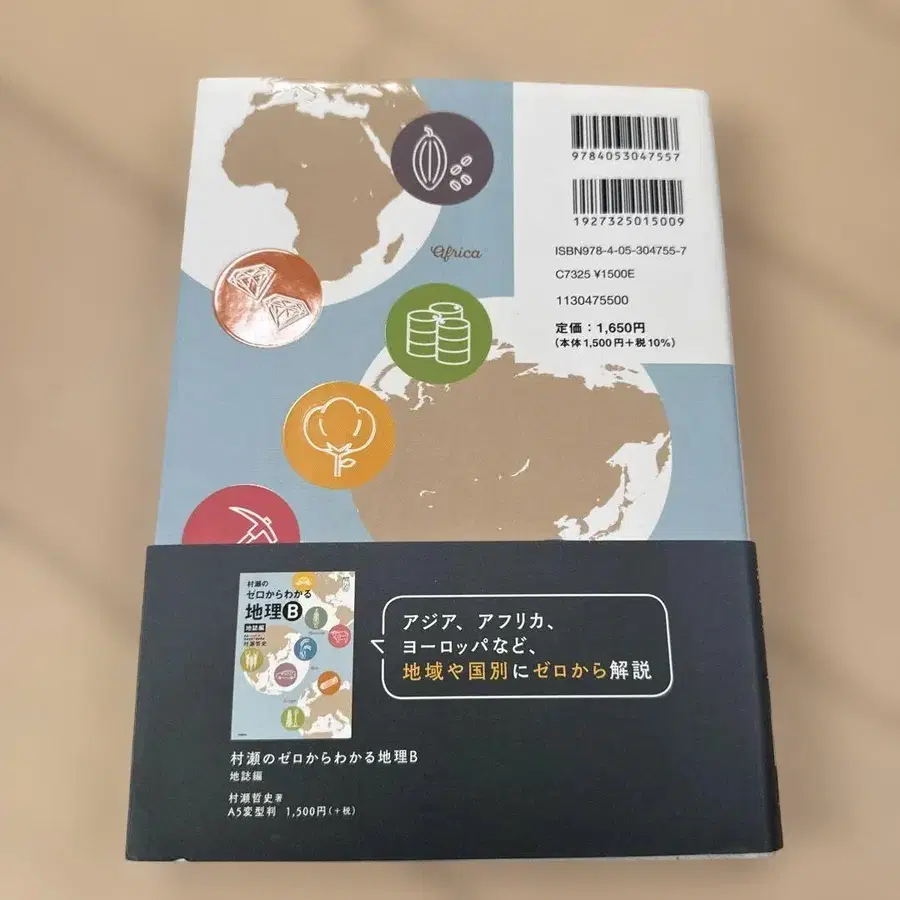 9784053047557
1927325015009
ISBN978-4-05-304755-7
C7325 ¥1500E
1130475500
定価：1,650円
（本体1,500円＋税10%）
Africa
村瀬の
ゼロからわかる
地理B
地誌編
村瀬哲史
アジア、アフリカ、
ヨーロッパなど、
地域や国別にゼロから解説
村瀬のゼロからわかる地理B
地誌編
村瀬哲史著
A5変型判 1,500円（+税）